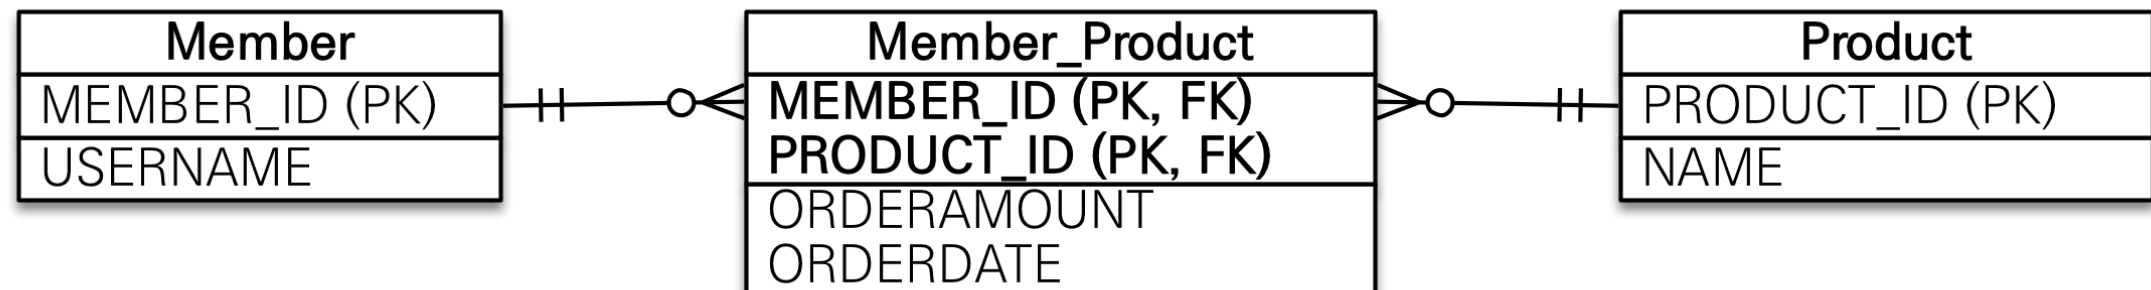 Member
MEMBER_ID (PK)
USERNAME
Member_Product
MEMBER_ID (PK, FK)
PRODUCT_ID (PK, FK)
ORDERAMOUNT
ORDERDATE
Product
PRODUCT_ID (PK)
NAME